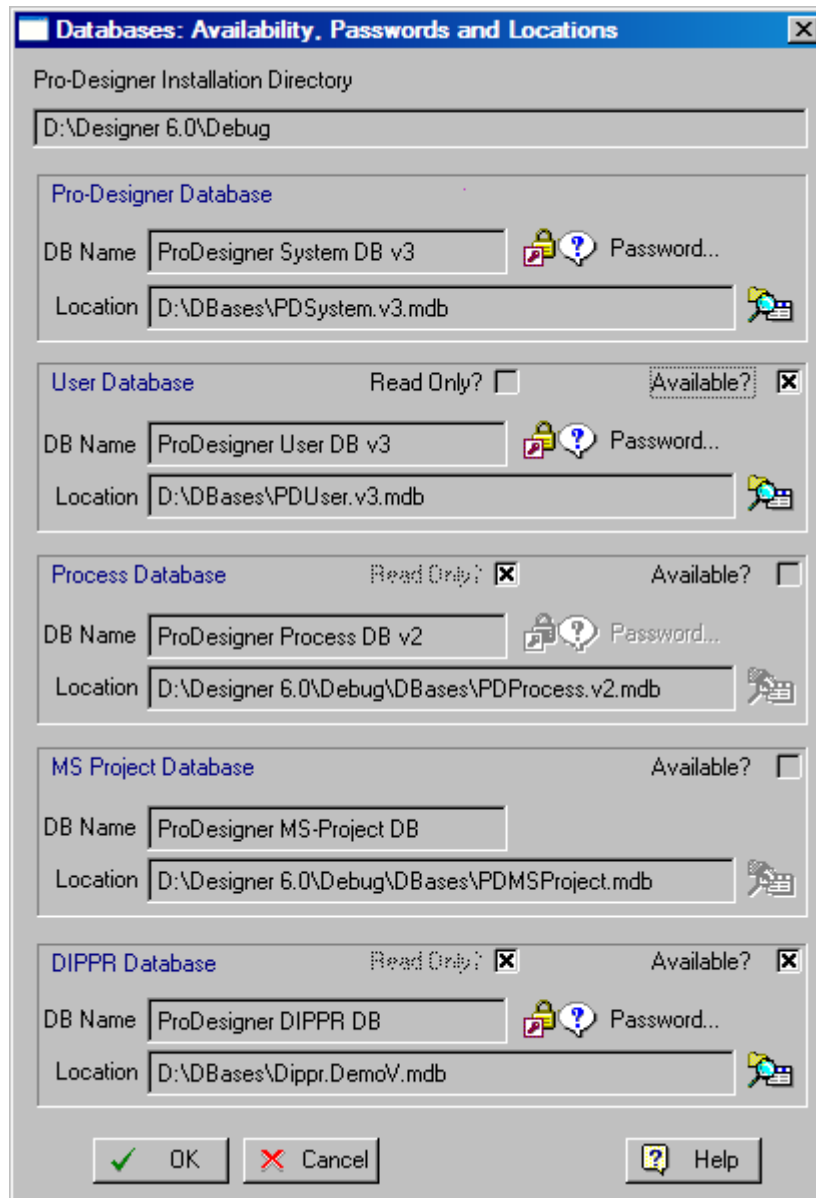 Databases: Availability, Passwords and Locations
Pro-Designer Installation Directory
D:\Designer 6.0\Debug
Pro-Designer Database
DB Name ProDesigner System DB v3 Password...
Location D:\DBases\PDSystem.v3.mdb
User Database Read Only? Available?
DB Name ProDesigner User DB v3 Password...
Location D:\DBases\PDUser.v3.mdb
Process Database Read Only? Available?
DB Name ProDesigner Process DB v2 Password...
Location D:\Designer 6.0\Debug\DBases\PDProcess.v2.mdb
MS Project Database Available?
DB Name ProDesigner MS-Project DB
Location D:\Designer 6.0\Debug\DBases\PDMSProject.mdb
DIPPR Database Read Only? Available?
DB Name ProDesigner DIPPR DB Password...
Location D:\DBases\Dippr.DemoV.mdb
OK Cancel Help